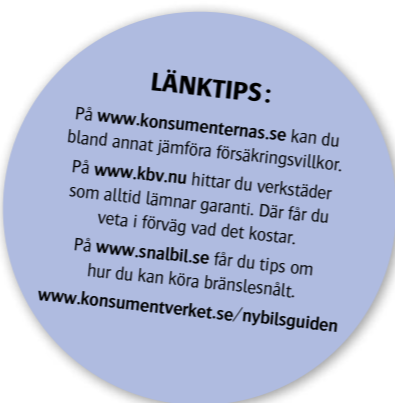 LÄNKTIPS:
På www.konsumenternas.se kan du
bland annat jämföra försäkringsvillkor.
På www.kbv.nu hittar du verkstäder
som alltid lämnar garanti. Där får du
veta i förväg vad det kostar.
På www.snalbil.se får du tips om
hur du kan köra bränslesnålt.
www.konsumentverket.se/nybilsguiden